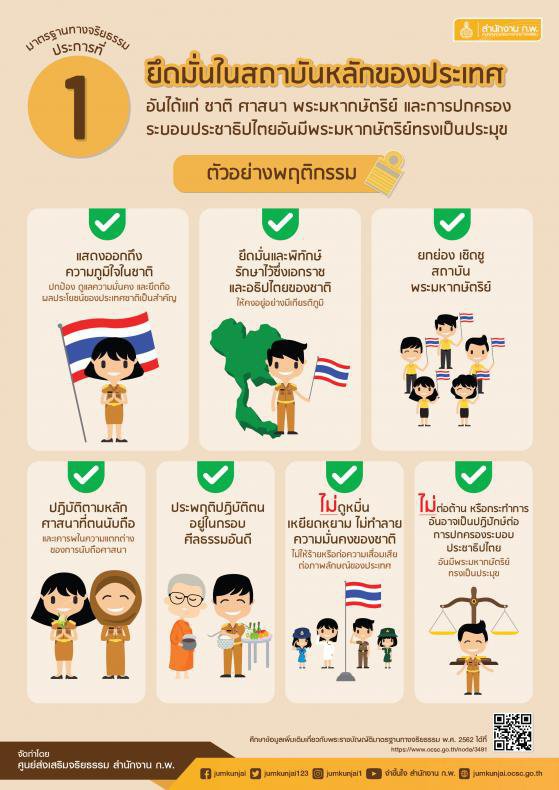 มาตรฐานทางจริยธรรม
ประการที่
1
สำนักงาน ก.พ.
ยึดมั่นในสถาบันหลักของประเทศ
อันได้แก่ ชาติ ศาสนา พระมหากษัตริย์ และการปกครอง
ระบอบประชาธิปไตยอันมีพระมหากษัตริย์ทรงเป็นประมุข
ตัวอย่างพฤติกรรม
แสดงออกถึง
ความภูมิใจในชาติ
ปกป้อง ดูแลความมั่นคง และยึดถือ
ผลประโยชน์ของประเทศชาติเป็นสำคัญ
ยึดมั่นและพิทักษ์
รักษาไว้ซึ่งเอกราช
และอธิปไตยของชาติ
ให้คงอยู่อย่างมีเกียรติภูมิ
ยกย่อง เชิดชู
สถาบัน
พระมหากษัตริย์
ปฏิบัติตามหลัก
ศาสนาที่ตนนับถือ
และเคารพในความแตกต่าง
ของการนับถือศาสนา
ประพฤติปฏิบัติตน
อยู่ในกรอบ
ศีลธรรมอันดี
ไม่ดูหมิ่น
เหยียดหยาม ไม่ทำลาย
ความมั่นคงของชาติ
ไม่ให้ร้ายหรือก่อความเสื่อมเสีย
ต่อภาพลักษณ์ของประเทศ
ไม่ต่อต้าน หรือกระทำการ
อันอาจเป็นปฏิปักษ์ต่อ
การปกครองระบอบ
ประชาธิปไตย
อันมีพระมหากษัตริย์
ทรงเป็นประมุข
ศึกษาข้อมูลเพิ่มเติมเกี่ยวกับพระราชบัญญัติมาตรฐานทางจริยธรรม พ.ศ. 2562 ได้ที่
https://www.ocsc.go.th/node/3491
จัดทำโดย
ศูนย์ส่งเสริมจริยธรรม สำนักงาน ก.พ.
jumkunjai jumkunjai123 jumkunjai1 จำขึ้นใจ สำนักงาน ก.พ. jumkunjai.ocsc.go.th